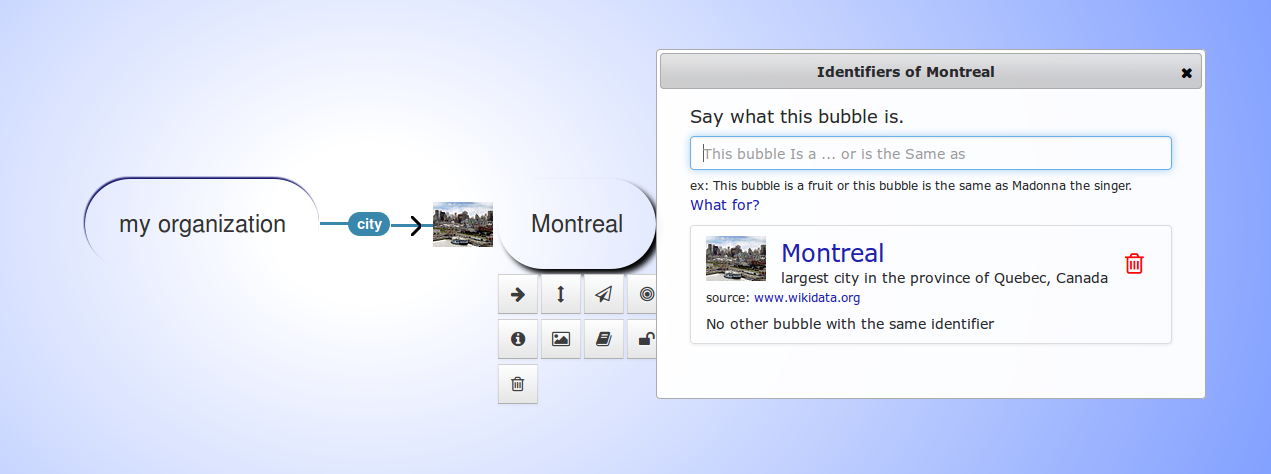 my organization
city
Montreal
Identifiers of Montreal
Say what this bubble is.
This bubble Is a ... or is the Same as
ex: This bubble is a fruit or this bubble is the same as Madonna the singer.
What for?
Montreal
largest city in the province of Quebec, Canada
source: www.wikidata.org
No other bubble with the same identifier